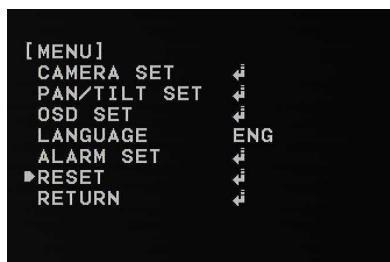 [MENU]
CAMERA SET ↲
PAN/TILT SET ↲
OSD SET ↲
LANGUAGE ENG
ALARM SET ↲
▶RESET ↲
RETURN ↲